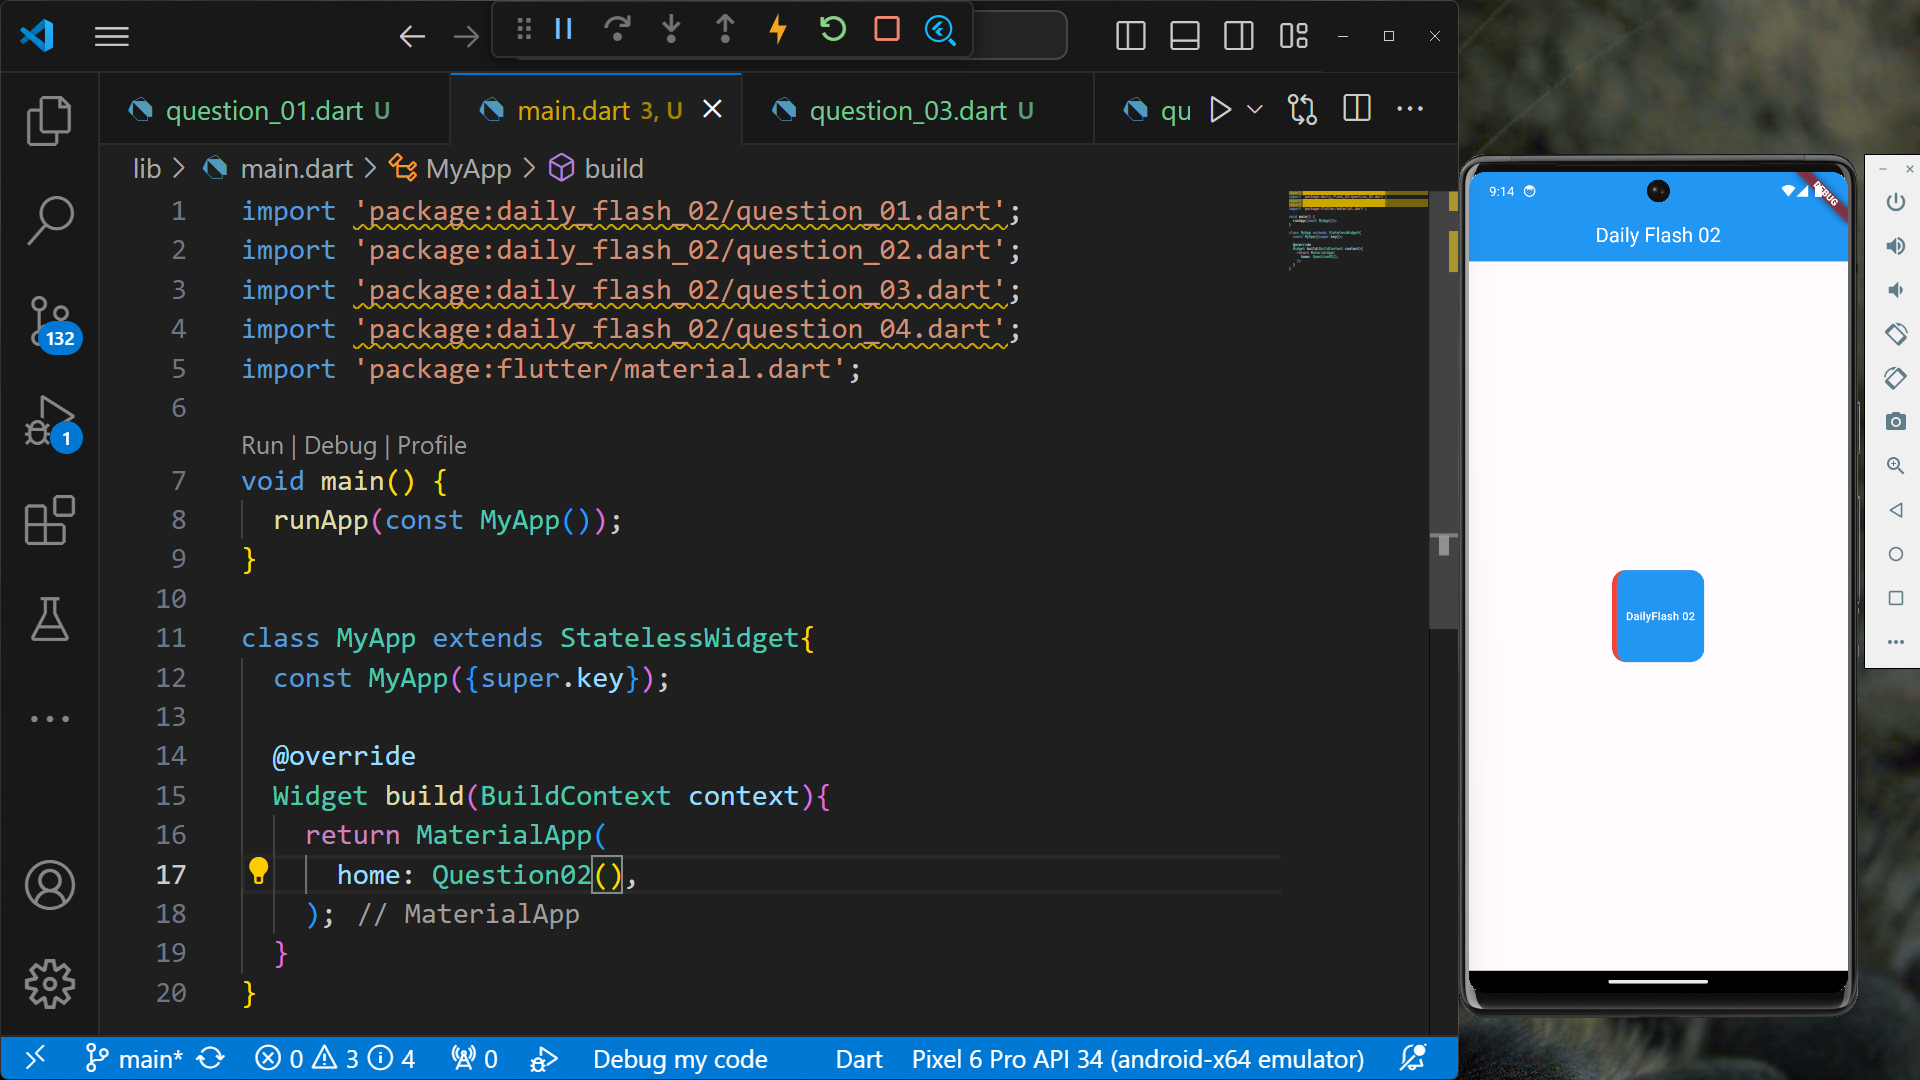 question_01.dart U
main.dart 3, U
question_03.dart U
qu
lib > main.dart > MyApp > build
1 import 'package:daily_flash_02/question_01.dart';
2 import 'package:daily_flash_02/question_02.dart';
3 import 'package:daily_flash_02/question_03.dart';
4 import 'package:daily_flash_02/question_04.dart';
5 import 'package:flutter/material.dart';
6
Run | Debug | Profile
7 void main() {
8 runApp(const MyApp());
9 }
10
11 class MyApp extends StatelessWidget{
12 const MyApp({super.key});
13
14 @override
15 Widget build(BuildContext context){
16 return MaterialApp(
17 home: Question02(),
18 ); // MaterialApp
19 }
20 }
132
1
main* 0 3 4 0 Debug my code Dart Pixel 6 Pro API 34 (android-x64 emulator)
9:14
DEBUG
Daily Flash 02
DailyFlash 02